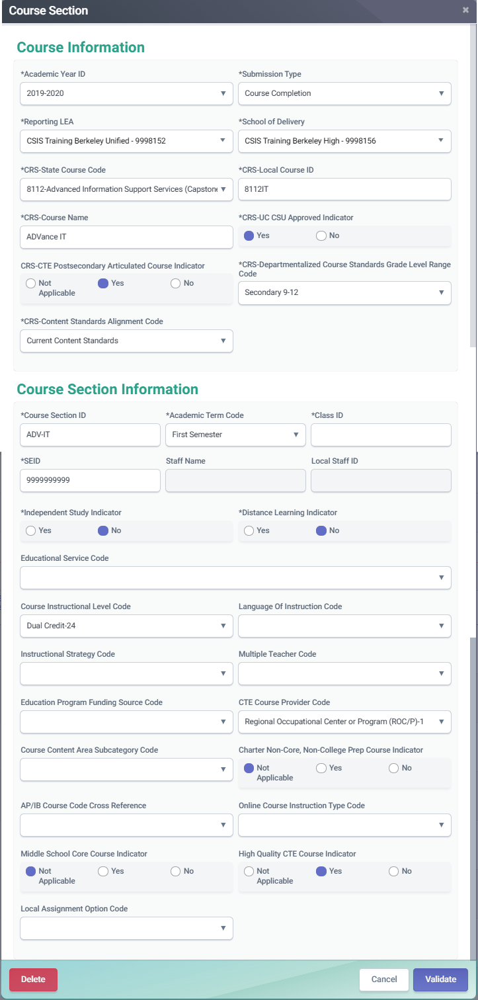 Course Section
Course Information
*Academic Year ID
*Submission Type
2019-2020
Course Completion
*Reporting LEA
*School of Delivery
CSIS Training Berkeley Unified - 9998152
CSIS Training Berkeley High - 9998156
*CRS-State Course Code
*CRS-Local Course ID
8112-Advanced Information Support Services (Capstone
8112IT
*CRS-Course Name
*CRS-UC CSU Approved Indicator
ADVance IT
Yes
No
CRS-CTE Postsecondary Articulated Course Indicator
*CRS-Departmentalized Course Standards Grade Level Range
Code
Not
Applicable
Yes
No
Secondary 9-12
*CRS-Content Standards Alignment Code
Current Content Standards
Course Section Information
*Course Section ID
*Academic Term Code
*Class ID
ADV-IT
First Semester
*SEID
Staff Name
Local Staff ID
9999999999
*Independent Study Indicator
*Distance Learning Indicator
Yes
No
Yes
No
Educational Service Code
Course Instructional Level Code
Language Of Instruction Code
Dual Credit-24
Instructional Strategy Code
Multiple Teacher Code
Education Program Funding Source Code
CTE Course Provider Code
Regional Occupational Center or Program (ROC/P)-1
Course Content Area Subcategory Code
Charter Non-Core, Non-College Prep Course Indicator
Not
Applicable
Yes
No
AP/IB Course Code Cross Reference
Online Course Instruction Type Code
Middle School Core Course Indicator
High Quality CTE Course Indicator
Not
Applicable
Yes
No
Not
Applicable
Yes
No
Local Assignment Option Code
Delete
Cancel
Validate